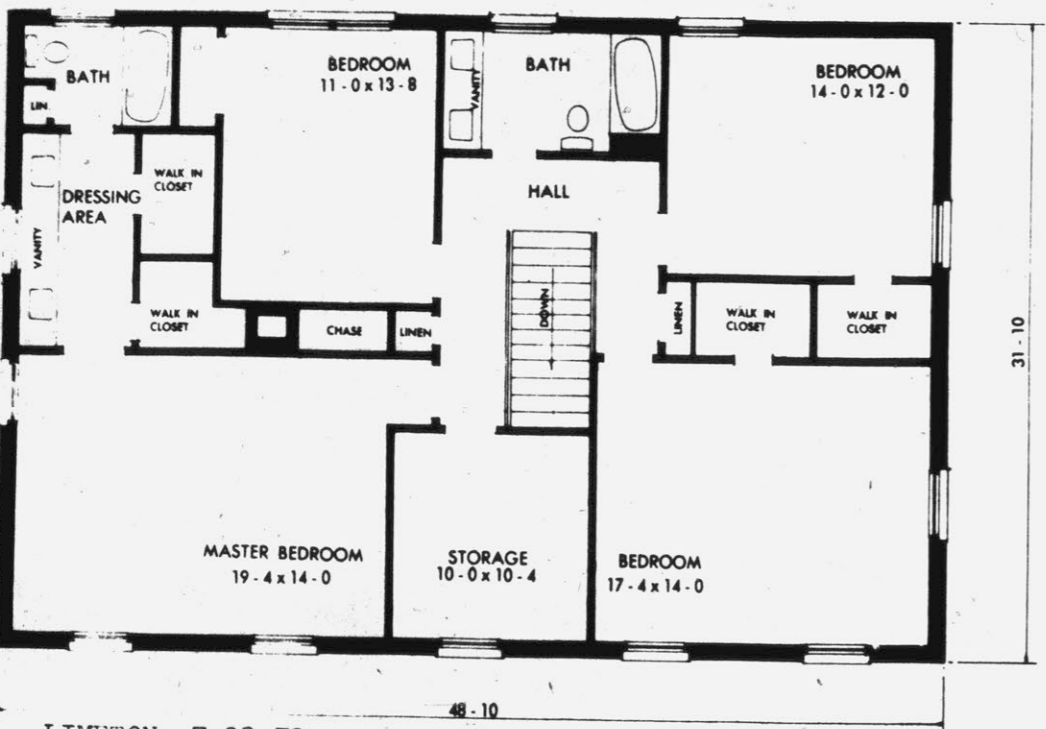 BATH
LIN.
DRESSING
AREA
VANITY
WALK IN
CLOSET
WALK IN
CLOSET
BEDROOM
11 - 0 x 13 - 8
CHASE
LINEN
VANITY
BATH
HALL
DOWN
BEDROOM
14 - 0 x 12 - 0
LINEN
WALK IN
CLOSET
WALK IN
CLOSET
31 - 10
MASTER BEDROOM
19 - 4 x 14 - 0
STORAGE
10 - 0 x 10 - 4
BEDROOM
17 - 4 x 14 - 0
48 - 10